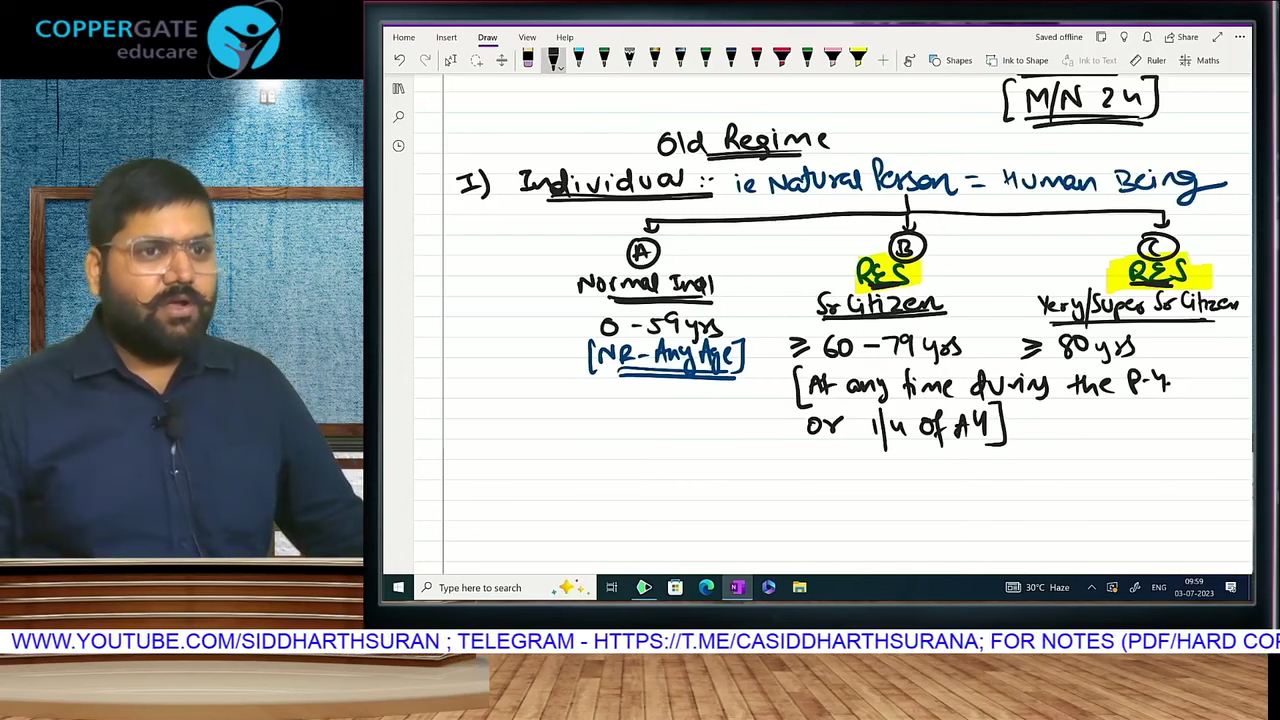 COPPERGATE
educare
Home Insert Draw View Help
Saved offline
Share
Shapes
Ink to Shape
Ink to Text
Ruler
Maths
[M/N 24]
Old Regime
I) Individual :- ie Natural Person = Human Being
A B C
Normal Indl
RES
Sr Citizen
RES
Very/Super Sr Citizen
0 - 59 yrs
[NR - Any Age]
≥ 60 - 79 yrs
≥ 80 yrs
[At any time during the P.Y.
or 1/4 of AY]
Type here to search
30°C Haze
ENG
09:59
03-07-2023
WWW.YOUTUBE.COM/SIDDHARTHSURAN ; TELEGRAM - HTTPS://T.ME/CASIDDHARTHSURANA; FOR NOTES (PDF/HARD COP